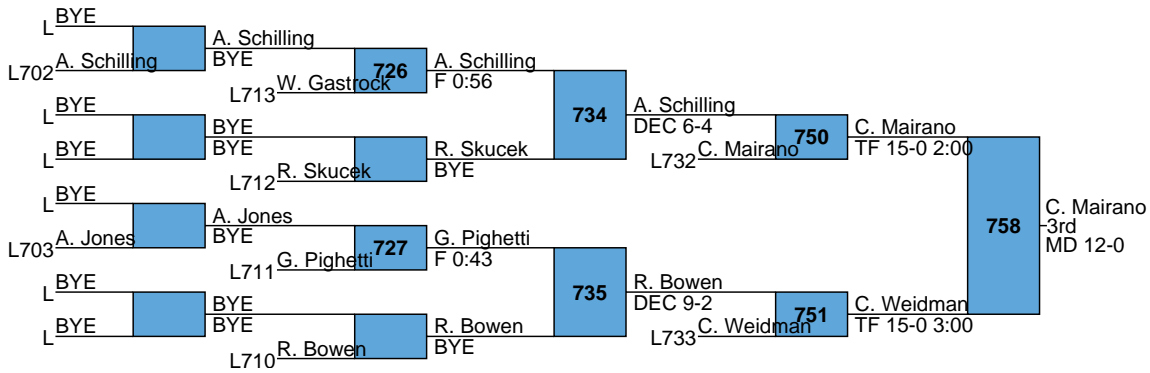 L BYE
L702 A. Schilling
A. Schilling
BYE
L713 W. Gastrock
726
A. Schilling
F 0:56
L BYE
L BYE
BYE
BYE
L712 R. Skucek
R. Skucek
BYE
734
A. Schilling
DEC 6-4
L732 C. Mairano
750
C. Mairano
TF 15-0 2:00
L BYE
L703 A. Jones
A. Jones
BYE
L711 G. Pighetti
727
G. Pighetti
F 0:43
L BYE
L BYE
BYE
BYE
L710 R. Bowen
R. Bowen
BYE
735
R. Bowen
DEC 9-2
L733 C. Weidman
751
C. Weidman
TF 15-0 3:00
758
C. Mairano
3rd
MD 12-0